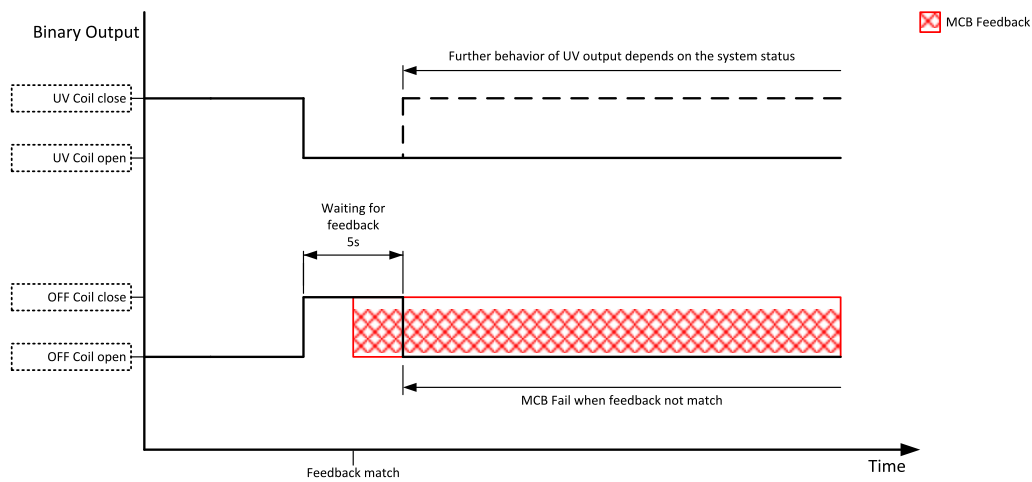 MCB Feedback
Binary Output
Further behavior of UV output depends on the system status
UV Coil close
UV Coil open
Waiting for
feedback
5s
OFF Coil close
OFF Coil open
MCB Fail when feedback not match
Time
Feedback match